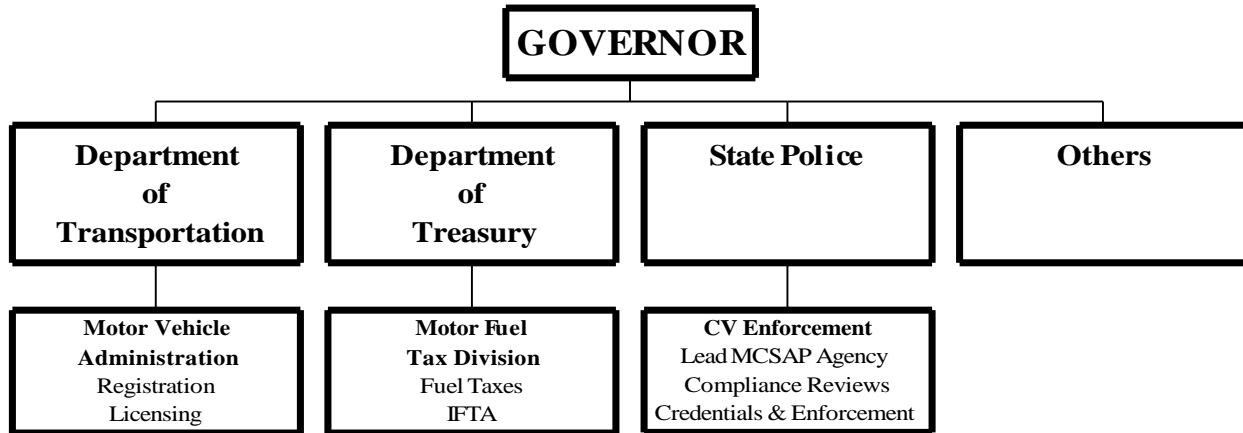 GOVERNOR
Department
of
Transportation
Department
of
Treasury
State Police
Others
Motor Vehicle
Administration
Registration
Licensing
Motor Fuel
Tax Division
Fuel Taxes
IFTA
CV Enforcement
Lead MCSAP Agency
Compliance Reviews
Credentials & Enforcement